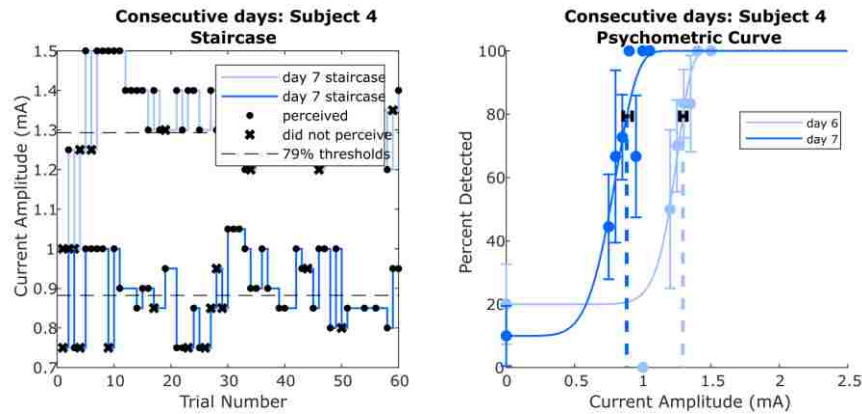 Consecutive days: Subject 4
Staircase
1.5
1.4
1.3
1.2
1.1
1
0.9
0.8
0.7
Current Amplitude (mA)
day 7 staircase
day 7 staircase
perceived
did not perceive
79% thresholds
0
10
20
30
40
50
60
Trial Number
Consecutive days: Subject 4
Psychometric Curve
100
80
60
40
20
0
Percent Detected
day 6
day 7
0
0.5
1.0
1.5
2.0
2.5
Current Amplitude (mA)